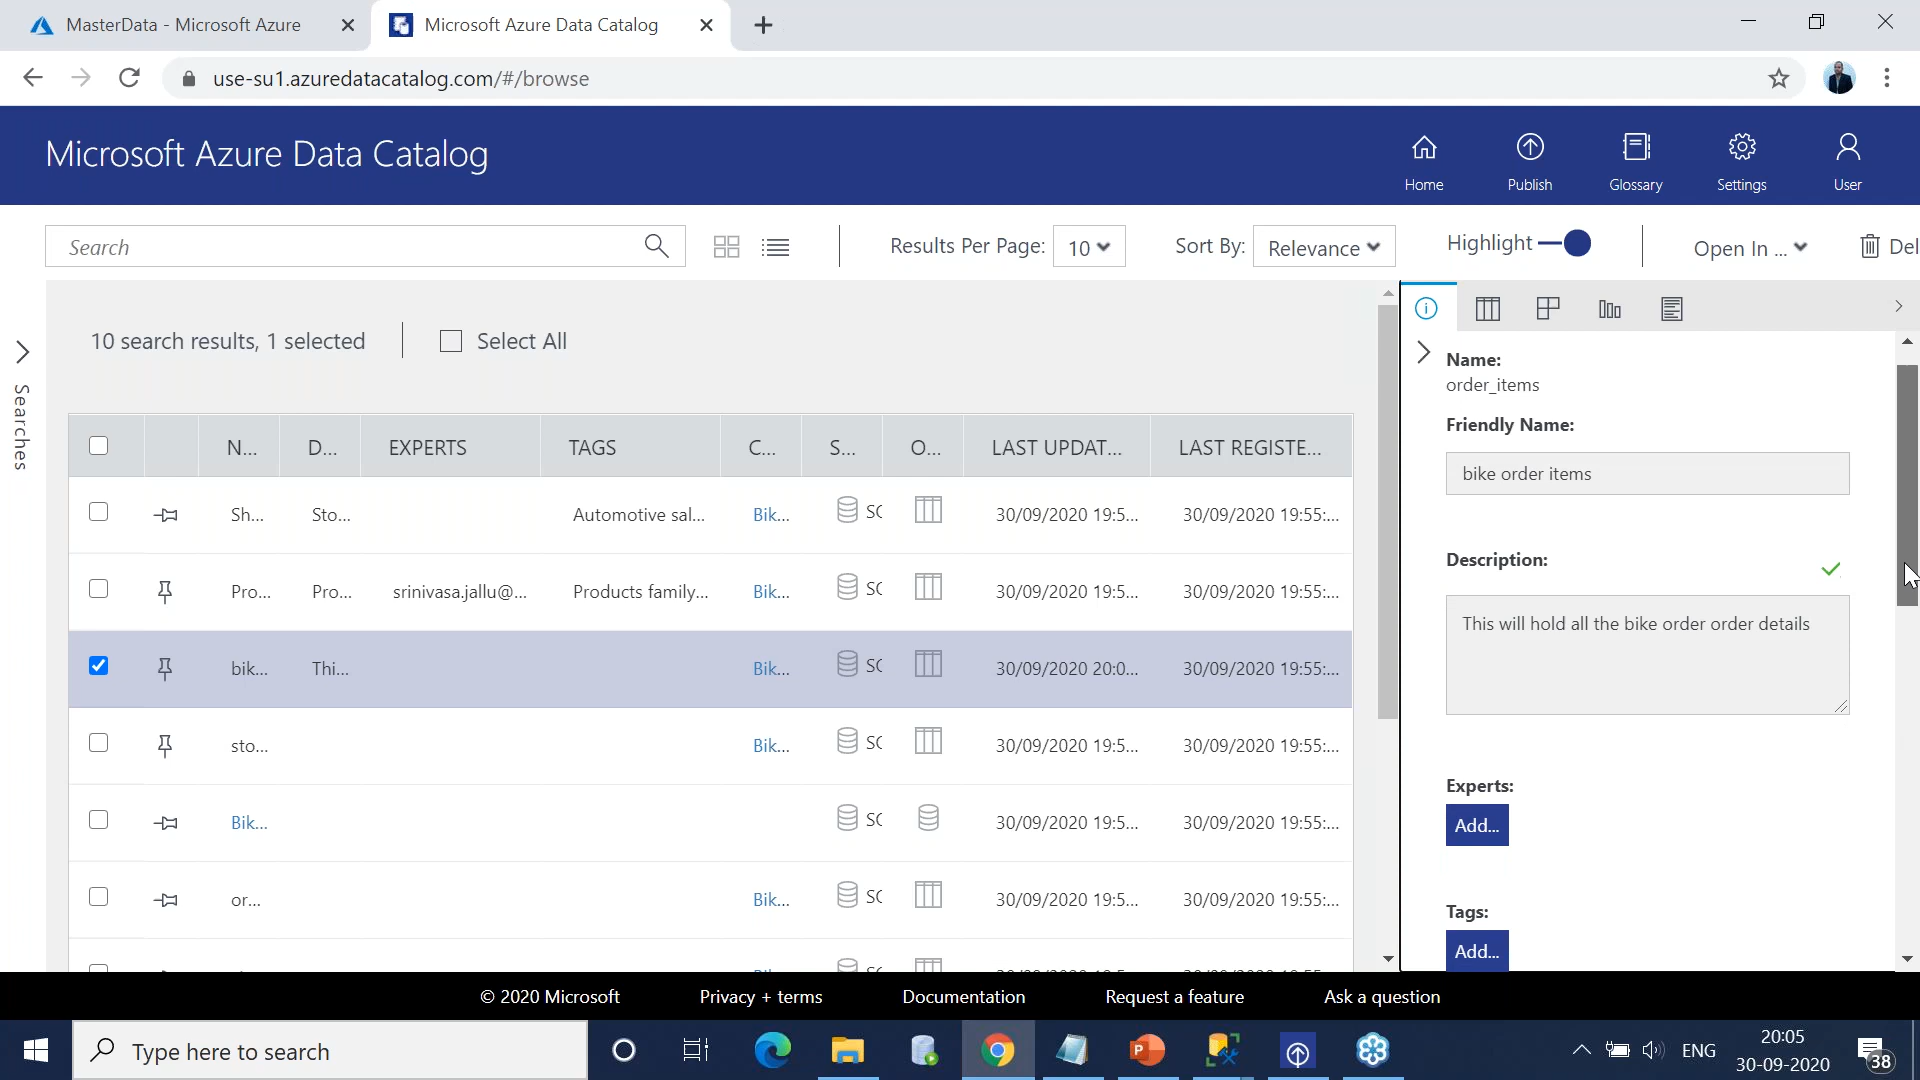 MasterData - Microsoft Azure
Microsoft Azure Data Catalog
use-su1.azuredatacatalog.com/#/browse
Microsoft Azure Data Catalog
Home
Publish
Glossary
Settings
User
Search
Results Per Page: 10
Sort By: Relevance
Highlight
Open In ...
Del
Searches
10 search results, 1 selected
Select All
N... D... EXPERTS TAGS C... S... O... LAST UPDAT... LAST REGISTE...
Sh... Sto... Automotive sal... Bik... 30/09/2020 19:5... 30/09/2020 19:55:...
Pro... Pro... srinivasa.jallu@... Products family... Bik... 30/09/2020 19:5... 30/09/2020 19:55:...
bik... Thi... Bik... 30/09/2020 20:0... 30/09/2020 19:55:...
sto... Bik... 30/09/2020 19:5... 30/09/2020 19:55:...
Bik... 30/09/2020 19:5... 30/09/2020 19:55:...
or... Bik... 30/09/2020 19:5... 30/09/2020 19:55:...
Name:
order_items
Friendly Name:
bike order items
Description:
This will hold all the bike order order details
Experts:
Add...
Tags:
Add...
© 2020 Microsoft
Privacy + terms
Documentation
Request a feature
Ask a question
Type here to search
ENG
20:05
30-09-2020
38